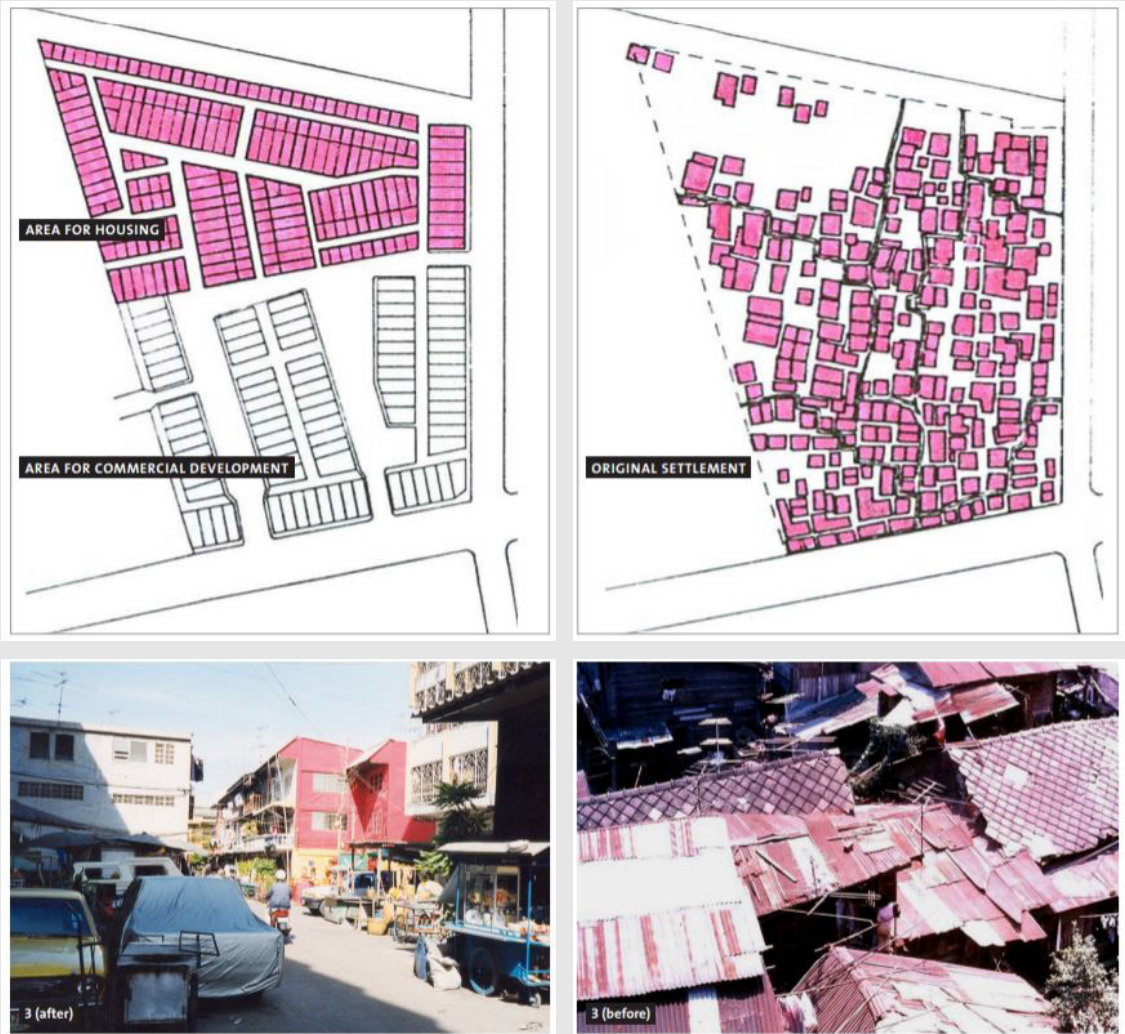 AREA FOR HOUSING
AREA FOR COMMERCIAL DEVELOPMENT
ORIGINAL SETTLEMENT
3 (after)
3 (before)